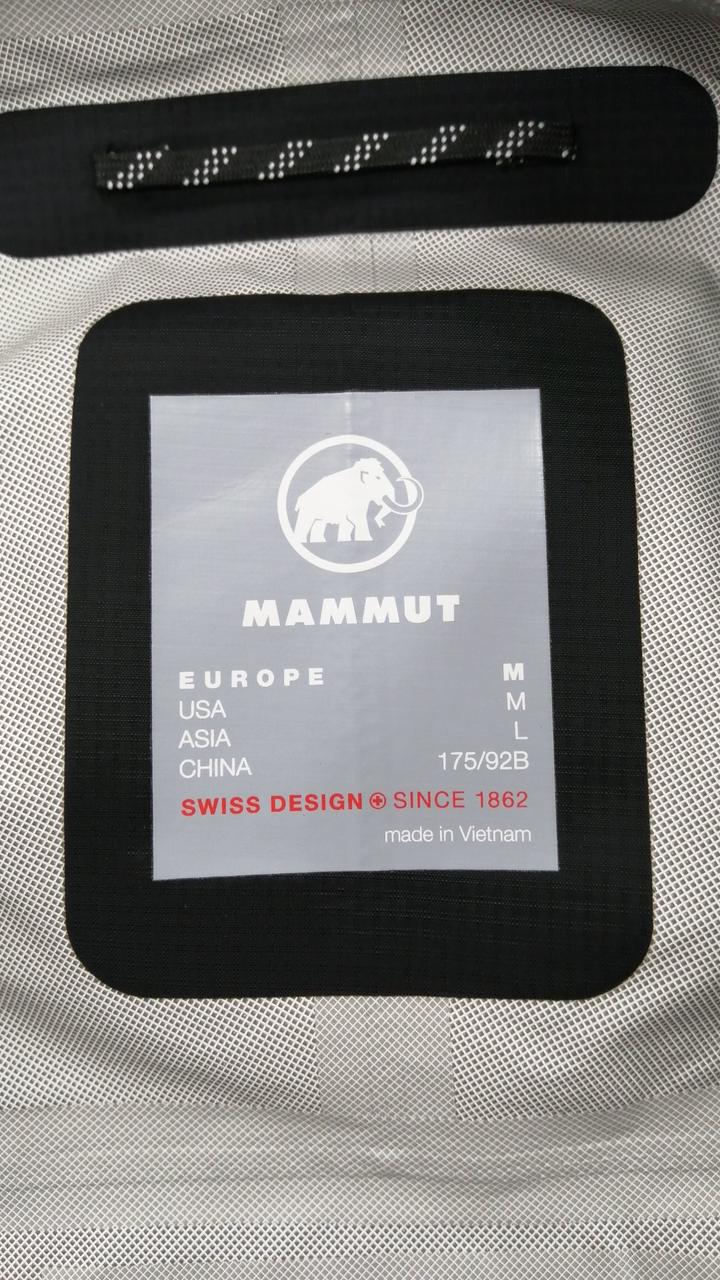 MAMMUT
EUROPE M
USA M
ASIA L
CHINA 175/92B
SWISS DESIGN SINCE 1862
made in Vietnam